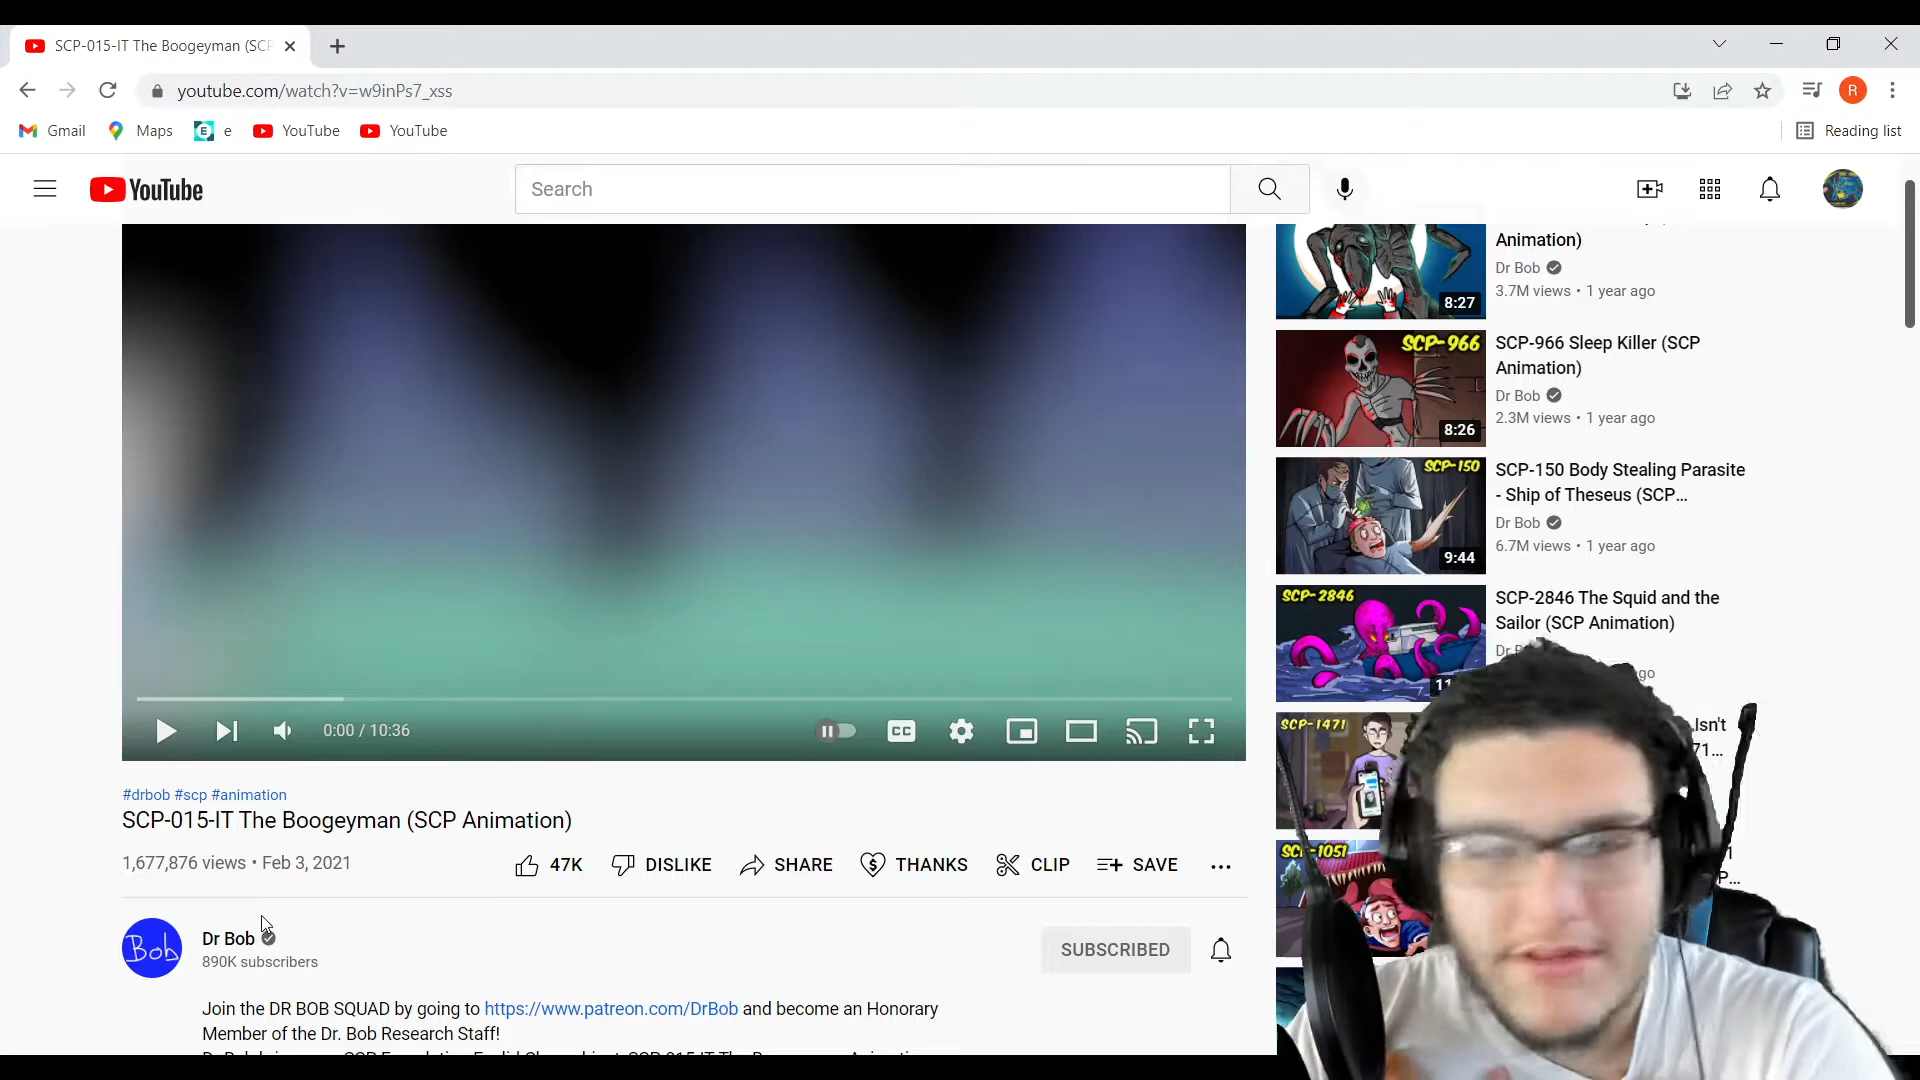 SCP-015-IT The Boogeyman (SCP
youtube.com/watch?v=w9inPs7_xss
R
Gmail
Maps
E
e
YouTube
YouTube
Reading list
YouTube
Search
Animation)
Dr Bob
3.7M views • 1 year ago
8:27
SCP-966
8:26
SCP-966 Sleep Killer (SCP
Animation)
Dr Bob
2.3M views • 1 year ago
SCP-150
9:44
SCP-150 Body Stealing Parasite
- Ship of Theseus (SCP...
Dr Bob
6.7M views • 1 year ago
SCP-2846
SCP-2846 The Squid and the
Sailor (SCP Animation)
SCP-1471
Isn't
SCP-1051
0:00 / 10:36
CC
#drbob #scp #animation
SCP-015-IT The Boogeyman (SCP Animation)
1,677,876 views • Feb 3, 2021
47K
DISLIKE
SHARE
THANKS
CLIP
SAVE
Bob
Dr Bob
890K subscribers
SUBSCRIBED
Join the DR BOB SQUAD by going to https://www.patreon.com/DrBob and become an Honorary
Member of the Dr. Bob Research Staff!